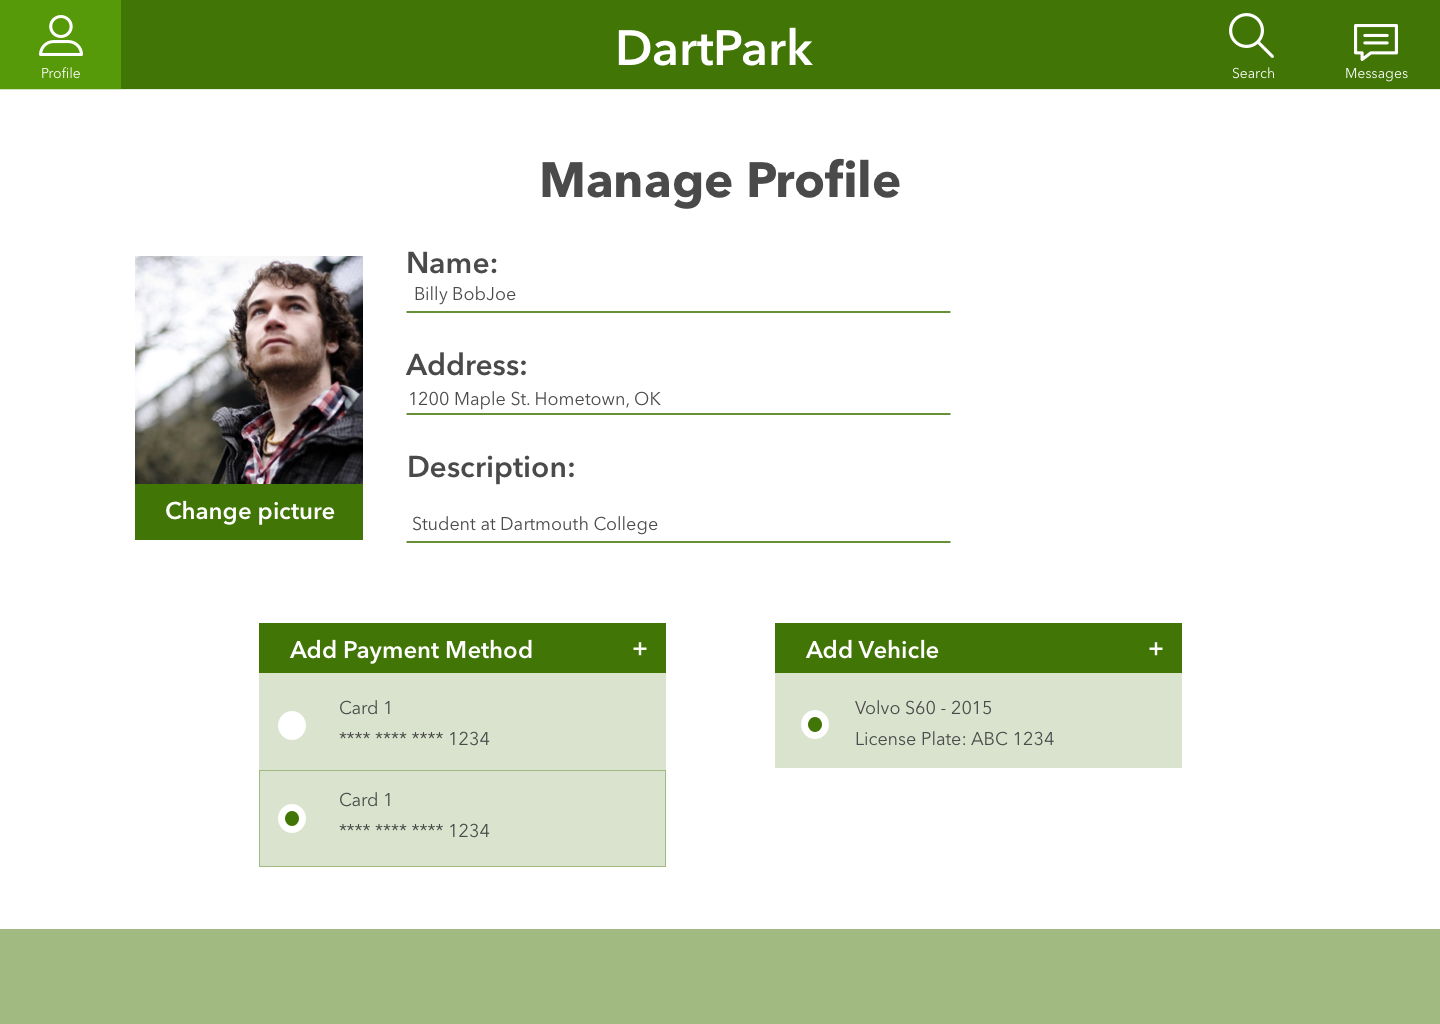 Profile
DartPark
Search
Messages
Manage Profile
Name:
Billy BobJoe
Address:
1200 Maple St. Hometown, OK
Description:
Student at Dartmouth College
Change picture
Add Payment Method +
Card 1
**** **** **** 1234
Card 1
**** **** **** 1234
Add Vehicle +
Volvo S60 - 2015
License Plate: ABC 1234